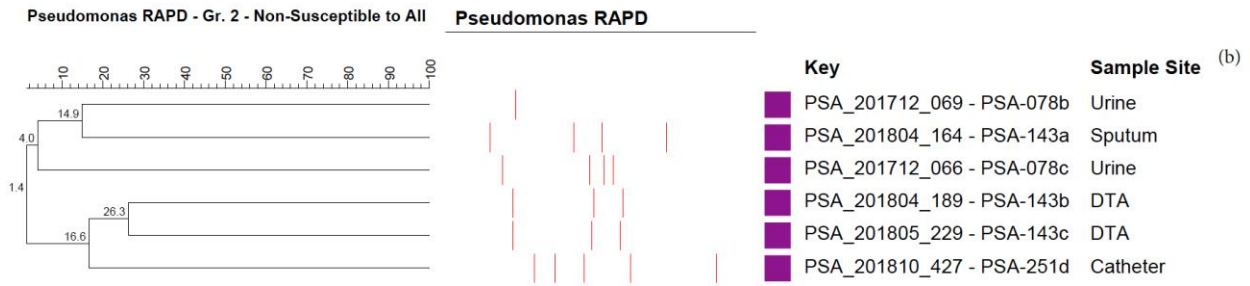 Pseudomonas RAPD - Gr. 2 - Non-Susceptible to All
Pseudomonas RAPD
10 20 30 40 50 60 70 80 90 100
Key Sample Site (b)
PSA_201712_069 - PSA-078b Urine
14.9
PSA_201804_164 - PSA-143a Sputum
4.0
PSA_201712_066 - PSA-078c Urine
1.4
PSA_201804_189 - PSA-143b DTA
26.3
PSA_201805_229 - PSA-143c DTA
16.6
PSA_201810_427 - PSA-251d Catheter